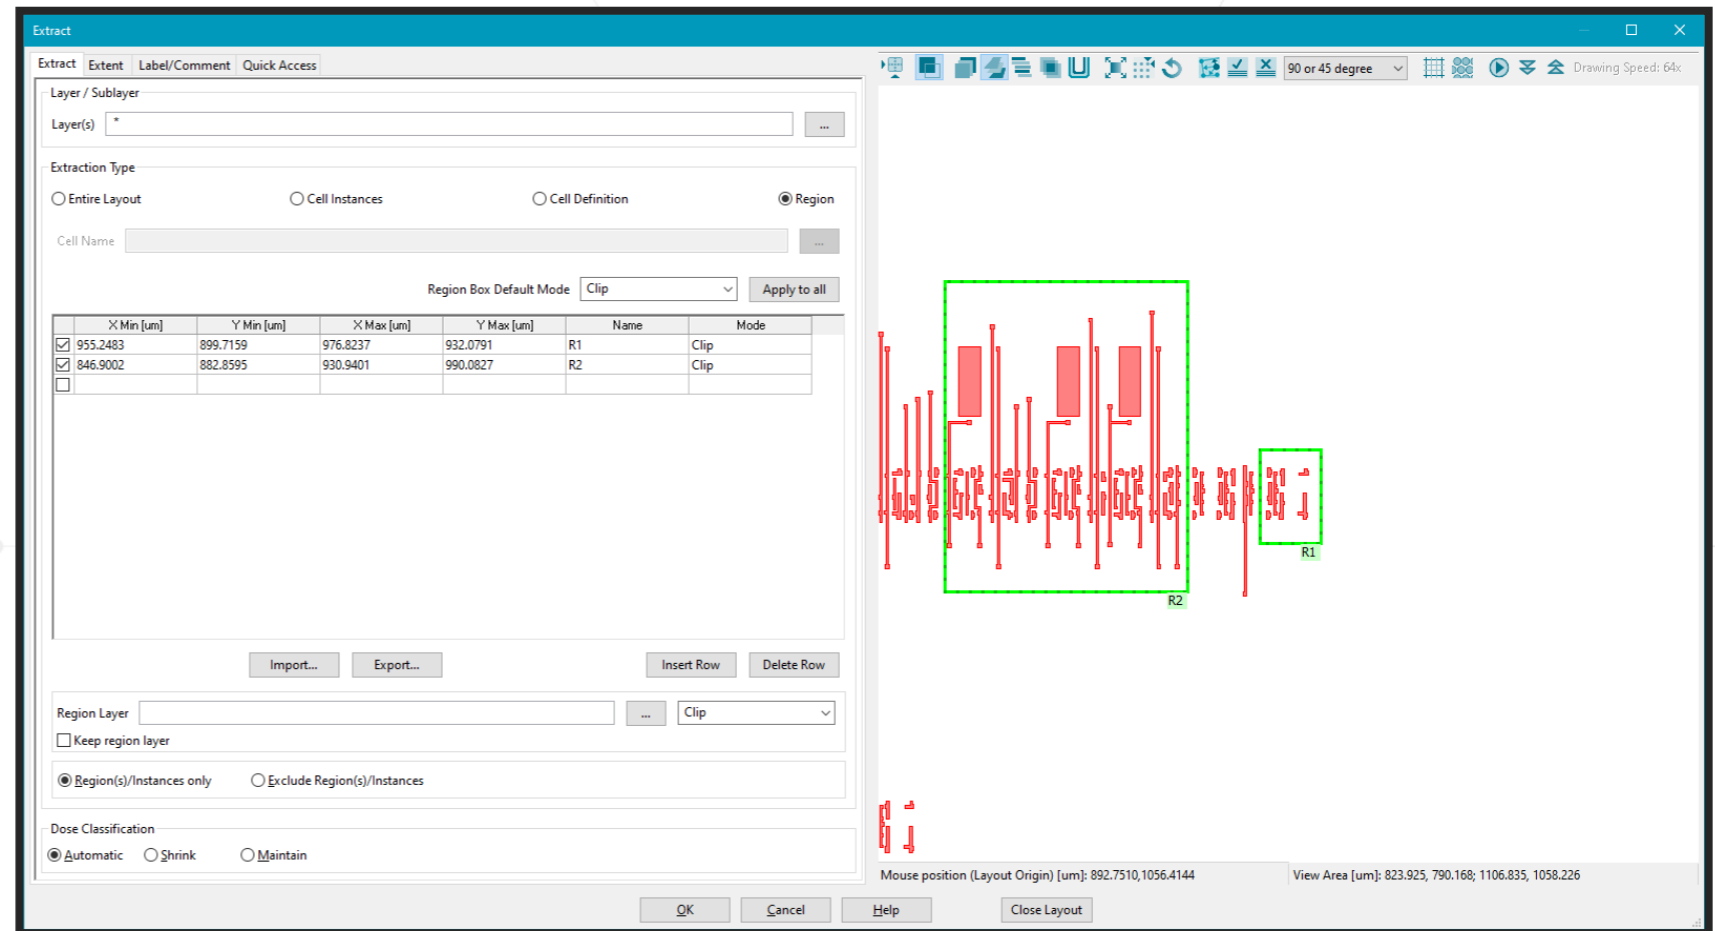 Extract
Extract Extent Label/Comment Quick Access
90 or 45 degree
Drawing Speed: 64x
Layer / Sublayer
Layer(s) *
...
Extraction Type
Entire Layout Cell Instances Cell Definition Region
Cell Name ...
Region Box Default Mode Clip Apply to all
X Min [um] Y Min [um] X Max [um] Y Max [um] Name Mode
955.2483 899.7159 976.8237 932.0791 R1 Clip
846.9002 882.8595 930.9401 990.0827 R2 Clip
Import... Export... Insert Row Delete Row
Region Layer ... Clip
Keep region layer
Region(s)/Instances only Exclude Region(s)/Instances
Dose Classification
Automatic Shrink Maintain
R1
R2
Mouse position (Layout Origin) [um]: 892.7510,1056.4144
View Area [um]: 823.925, 790.168; 1106.835, 1058.226
OK Cancel Help Close Layout